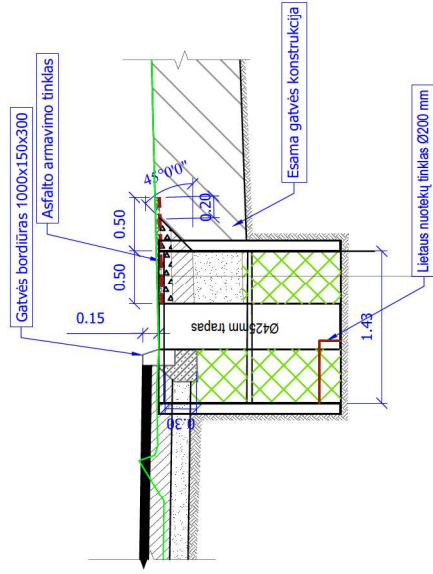 Gatvės bordiūras 1000x150x300
Asfalto armavimo tinklas
0.15
0.50
0.50
45°0'0"
0.20
Ø425mm trapas
0.30
1.43
Esama gatvės konstrukcija
Lietaus nuotekų tinklas Ø200 mm